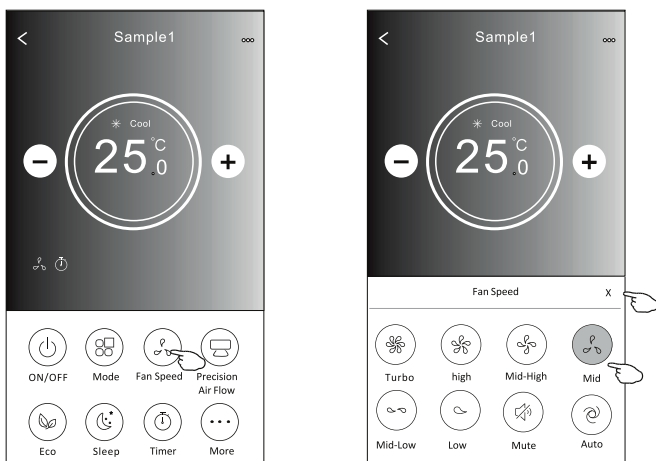 Sample1
Cool
25.0°C
ON/OFF
Mode
Fan Speed
Precision
Air Flow
Eco
Sleep
Timer
More
Sample1
Cool
25.0°C
Fan Speed X
Turbo
high
Mid-High
Mid
Mid-Low
Low
Mute
Auto